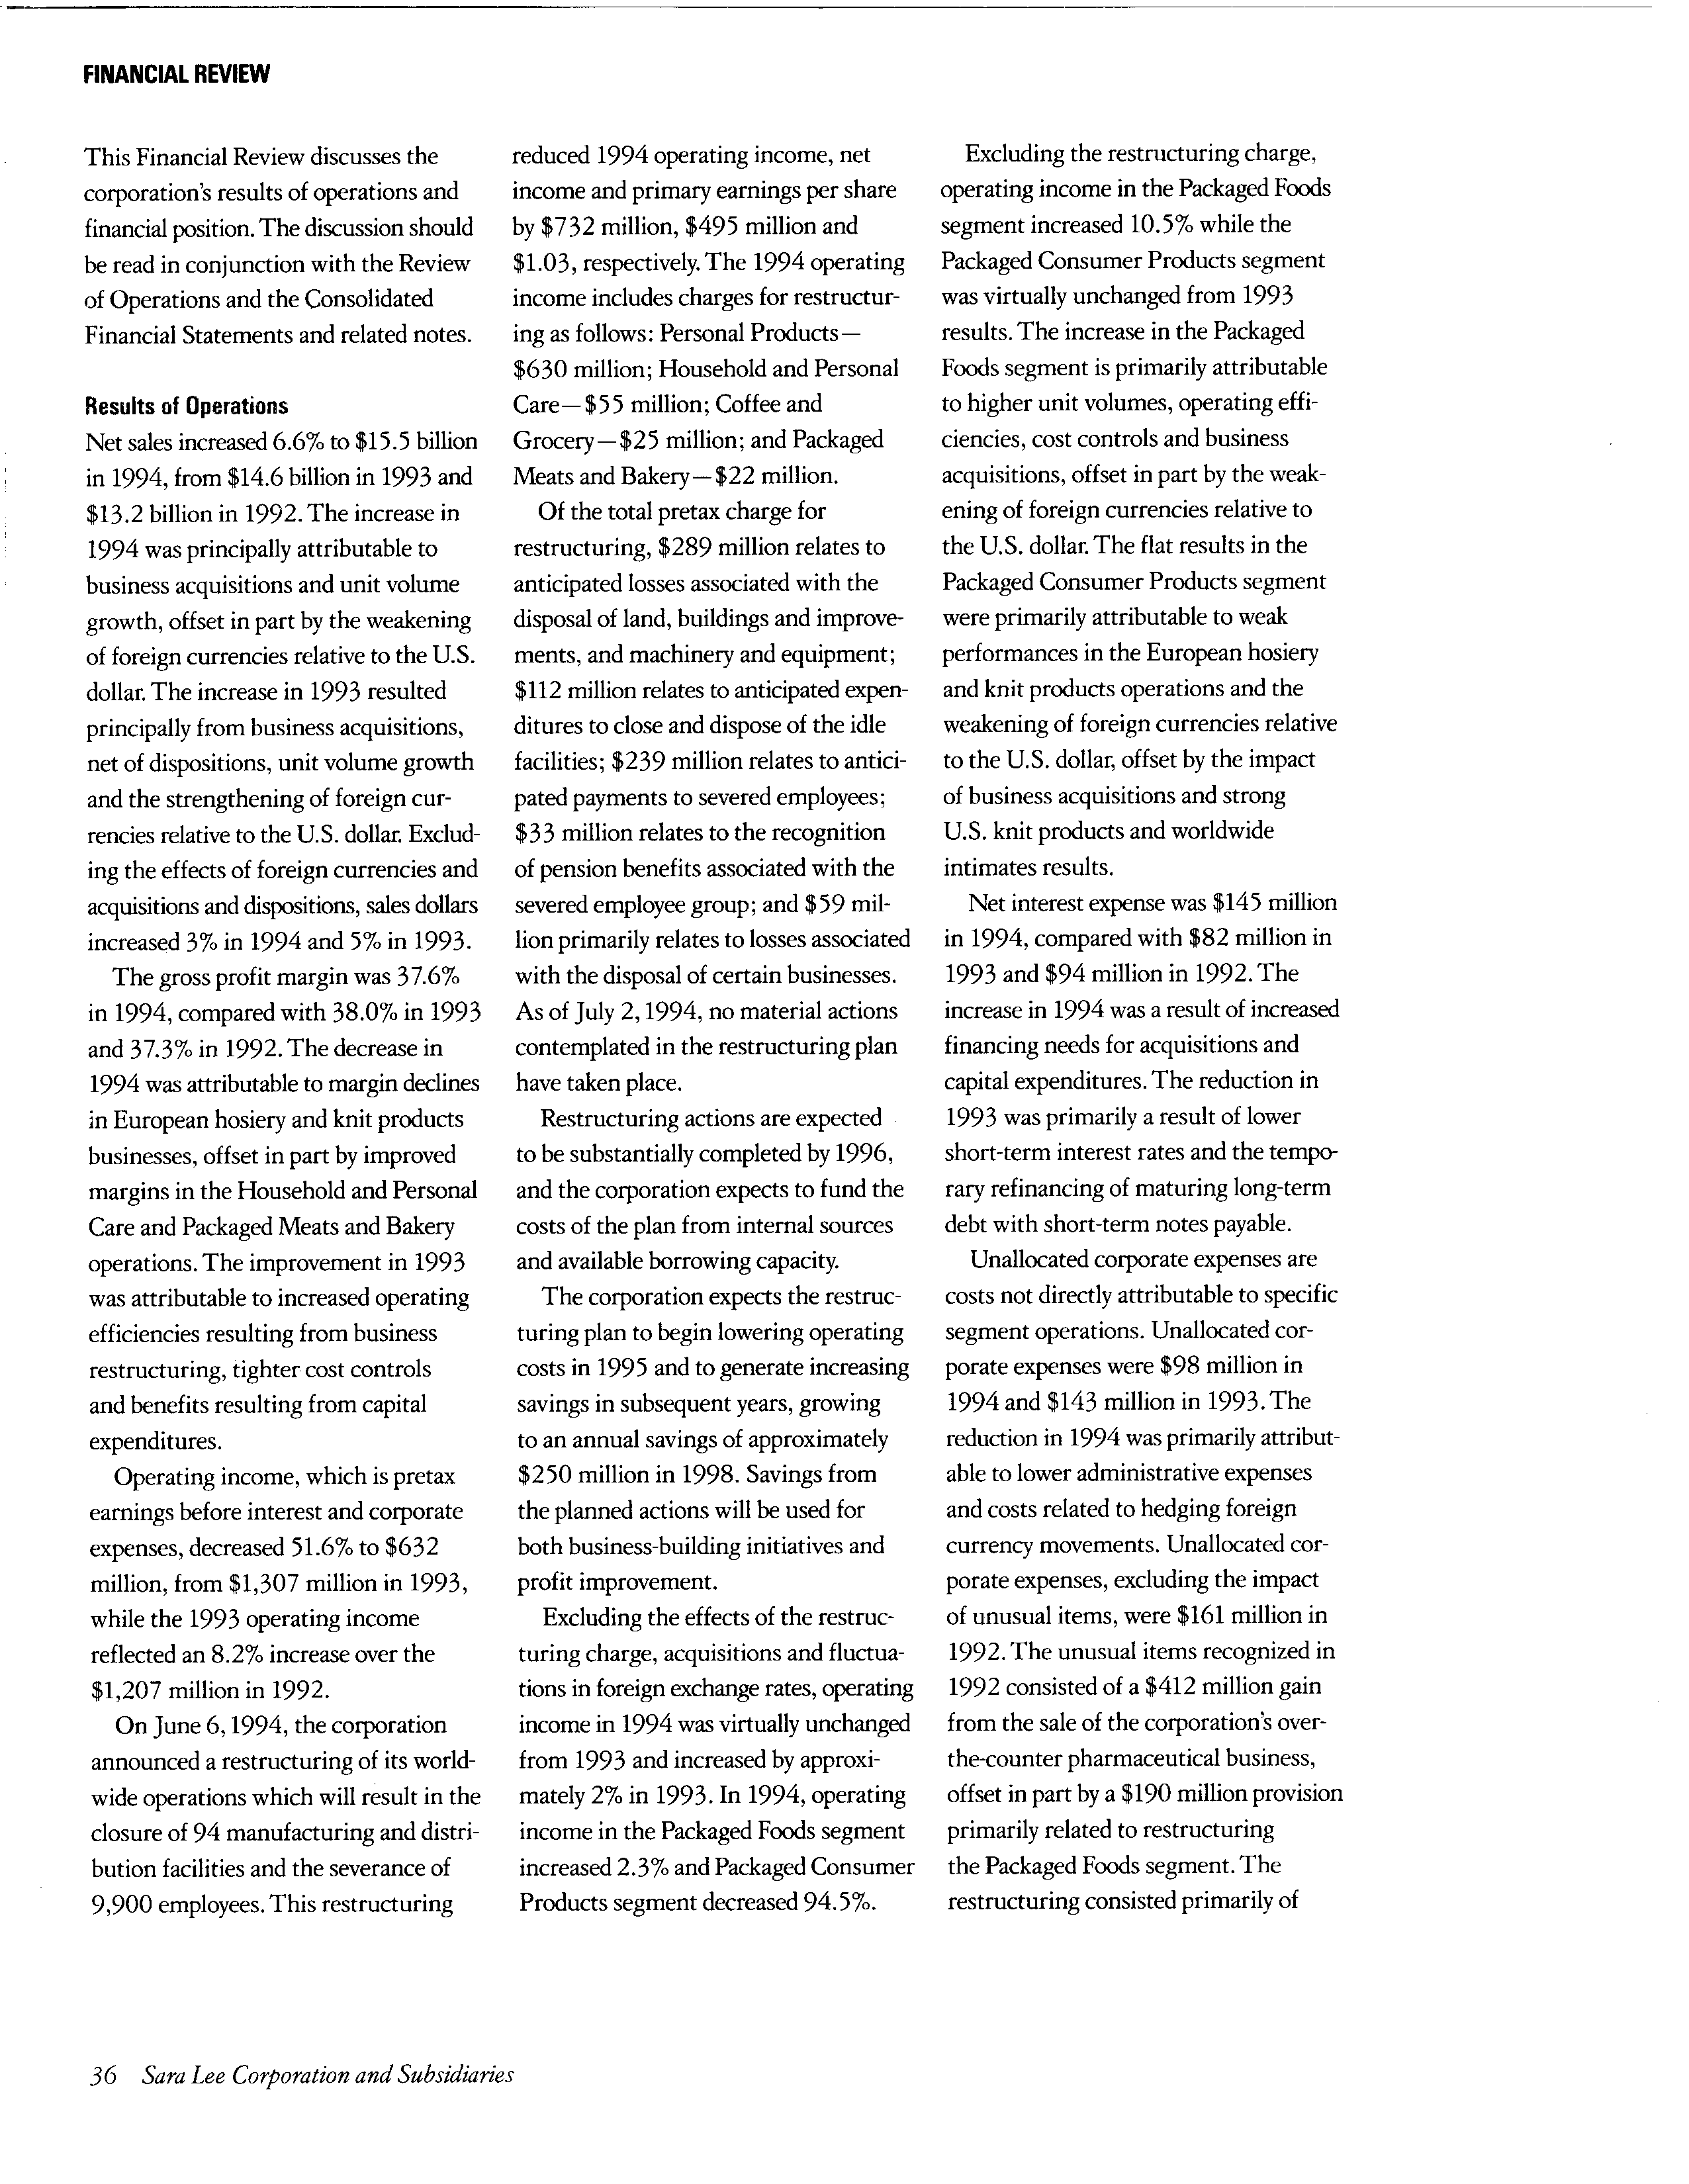 FINANCIAL REVIEW
This Financial Review discusses the
corporation's results of operations and
financial position. The discussion should
be read in conjunction with the Review
of Operations and the Consolidated
Financial Statements and related notes.
Results of Operations
Net sales increased 6.6% to $15.5 billion
in 1994, from $14.6 billion in 1993 and
$13.2 billion in 1992. The increase in
1994 was principally attributable to
business acquisitions and unit volume
growth, offset in part by the weakening
of foreign currencies relative to the U.S.
dollar. The increase in 1993 resulted
principally from business acquisitions,
net of dispositions, unit volume growth
and the strengthening of foreign cur-
rencies relative to the U.S. dollar. Exclud-
ing the effects of foreign currencies and
acquisitions and dispositions, sales dollars
increased 3% in 1994 and 5% in 1993.
The gross profit margin was 37.6%
in 1994, compared with 38.0% in 1993
and 37.3% in 1992. The decrease in
1994 was attributable to margin declines
in European hosiery and knit products
businesses, offset in part by improved
margins in the Household and Personal
Care and Packaged Meats and Bakery
operations. The improvement in 1993
was attributable to increased operating
efficiencies resulting from business
restructuring, tighter cost controls
and benefits resulting from capital
expenditures.
Operating income, which is pretax
earnings before interest and corporate
expenses, decreased 51.6% to $632
million, from $1,307 million in 1993,
while the 1993 operating income
reflected an 8.2% increase over the
$1,207 million in 1992.
On June 6, 1994, the corporation
announced a restructuring of its world-
wide operations which will result in the
closure of 94 manufacturing and distri-
bution facilities and the severance of
9,900 employees. This restructuring
reduced 1994 operating income, net
income and primary earnings per share
by $732 million, $495 million and
$1.03, respectively. The 1994 operating
income includes charges for restructur-
ing as follows: Personal Products—
$630 million; Household and Personal
Care—$55 million; Coffee and
Grocery—$25 million; and Packaged
Meats and Bakery—$22 million.
Of the total pretax charge for
restructuring, $289 million relates to
anticipated losses associated with the
disposal of land, buildings and improve-
ments, and machinery and equipment;
$112 million relates to anticipated expen-
ditures to close and dispose of the idle
facilities; $239 million relates to antici-
pated payments to severed employees;
$33 million relates to the recognition
of pension benefits associated with the
severed employee group; and $59 mil-
lion primarily relates to losses associated
with the disposal of certain businesses.
As of July 2, 1994, no material actions
contemplated in the restructuring plan
have taken place.
Restructuring actions are expected
to be substantially completed by 1996,
and the corporation expects to fund the
costs of the plan from internal sources
and available borrowing capacity.
The corporation expects the restruc-
turing plan to begin lowering operating
costs in 1995 and to generate increasing
savings in subsequent years, growing
to an annual savings of approximately
$250 million in 1998. Savings from
the planned actions will be used for
both business-building initiatives and
profit improvement.
Excluding the effects of the restruc-
turing charge, acquisitions and fluctua-
tions in foreign exchange rates, operating
income in 1994 was virtually unchanged
from 1993 and increased by approxi-
mately 2% in 1993. In 1994, operating
income in the Packaged Foods segment
increased 2.3% and Packaged Consumer
Products segment decreased 94.5%.
Excluding the restructuring charge,
operating income in the Packaged Foods
segment increased 10.5% while the
Packaged Consumer Products segment
was virtually unchanged from 1993
results. The increase in the Packaged
Foods segment is primarily attributable
to higher unit volumes, operating effi-
ciencies, cost controls and business
acquisitions, offset in part by the weak-
ening of foreign currencies relative to
the U.S. dollar. The flat results in the
Packaged Consumer Products segment
were primarily attributable to weak
performances in the European hosiery
and knit products operations and the
weakening of foreign currencies relative
to the U.S. dollar, offset by the impact
of business acquisitions and strong
U.S. knit products and worldwide
intimates results.
Net interest expense was $145 million
in 1994, compared with $82 million in
1993 and $94 million in 1992. The
increase in 1994 was a result of increased
financing needs for acquisitions and
capital expenditures. The reduction in
1993 was primarily a result of lower
short-term interest rates and the tempo-
rary refinancing of maturing long-term
debt with short-term notes payable.
Unallocated corporate expenses are
costs not directly attributable to specific
segment operations. Unallocated cor-
porate expenses were $98 million in
1994 and $143 million in 1993. The
reduction in 1994 was primarily attribut-
able to lower administrative expenses
and costs related to hedging foreign
currency movements. Unallocated cor-
porate expenses, excluding the impact
of unusual items, were $161 million in
1992. The unusual items recognized in
1992 consisted of a $412 million gain
from the sale of the corporation's over-
the-counter pharmaceutical business,
offset in part by a $190 million provision
primarily related to restructuring
the Packaged Foods segment. The
restructuring consisted primarily of
36 Sara Lee Corporation and Subsidiaries